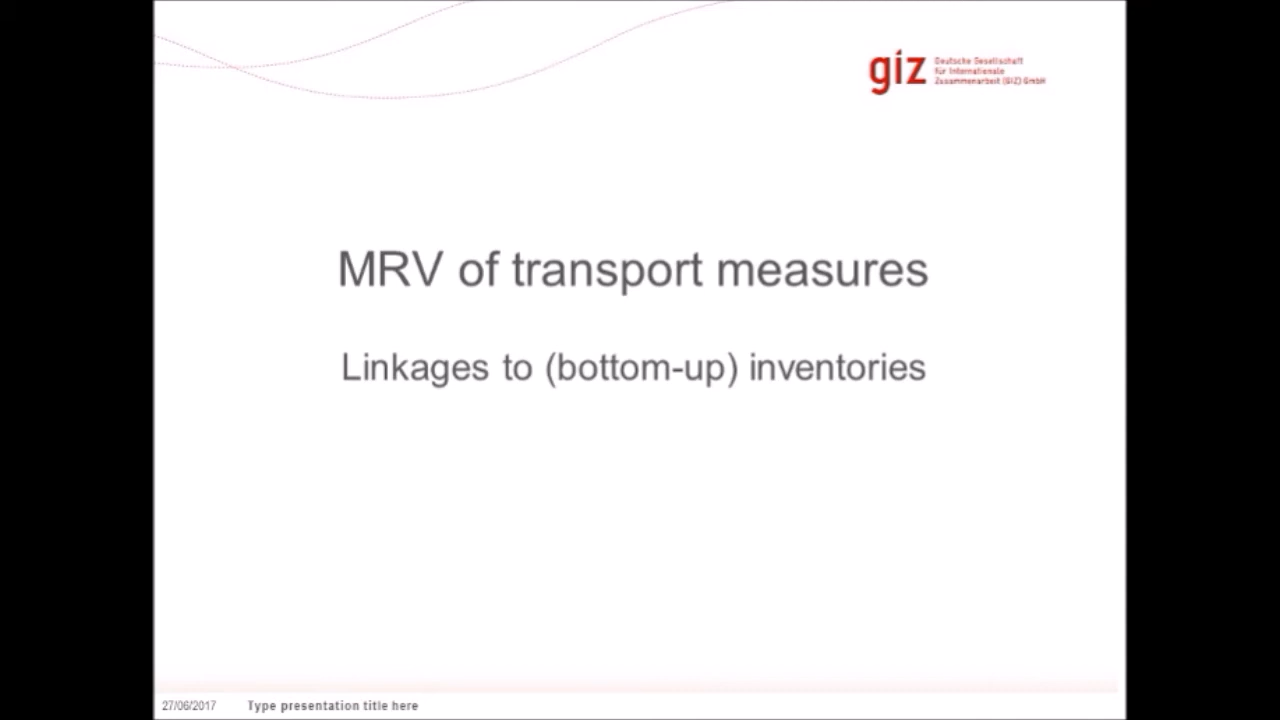 giz
Deutsche Gesellschaft
für Internationale
Zusammenarbeit (GIZ) GmbH
MRV of transport measures
Linkages to (bottom-up) inventories
27/06/2017 Type presentation title here